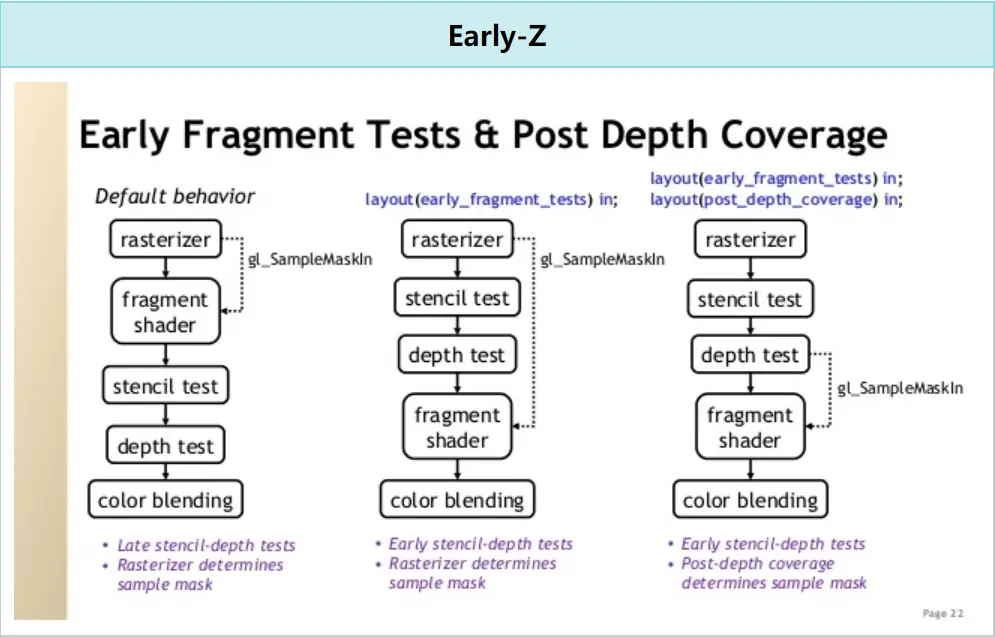 Early-Z
Early Fragment Tests & Post Depth Coverage
Default behavior
rasterizer
gl_SampleMaskIn
fragment
shader
stencil test
depth test
color blending
• Late stencil-depth tests
• Rasterizer determines
sample mask
layout(early_fragment_tests) in;
rasterizer
gl_SampleMaskIn
stencil test
depth test
fragment
shader
color blending
• Early stencil-depth tests
• Rasterizer determines
sample mask
layout(early_fragment_tests) in;
layout(post_depth_coverage) in;
rasterizer
stencil test
depth test
gl_SampleMaskIn
fragment
shader
color blending
• Early stencil-depth tests
• Post-depth coverage
determines sample mask
Page 22